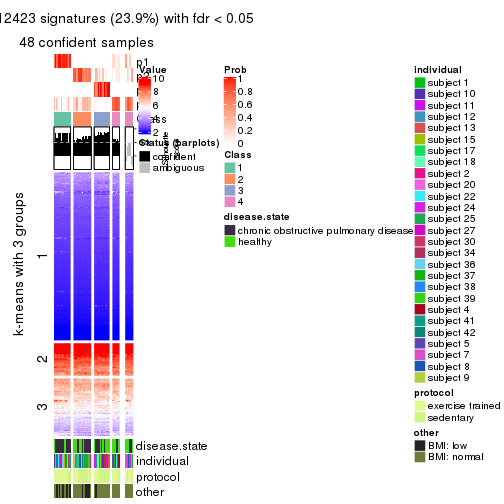 12423 signatures (23.9%) with fdr < 0.05
48 confident samples
p1
Value
10
8
6
4
2
Status (barplots)
confident
ambiguous
k-means with 3 groups
1
2
3
disease.state
individual
protocol
other
Prob
1
0.8
0.6
0.4
0.2
0
Class
1
2
3
4
disease.state
chronic obstructive pulmonary disease
healthy
individual
subject 1
subject 10
subject 11
subject 12
subject 13
subject 15
subject 17
subject 18
subject 2
subject 20
subject 22
subject 24
subject 25
subject 27
subject 30
subject 34
subject 36
subject 37
subject 38
subject 39
subject 4
subject 41
subject 42
subject 5
subject 7
subject 8
subject 9
protocol
exercise trained
sedentary
other
BMI: low
BMI: normal